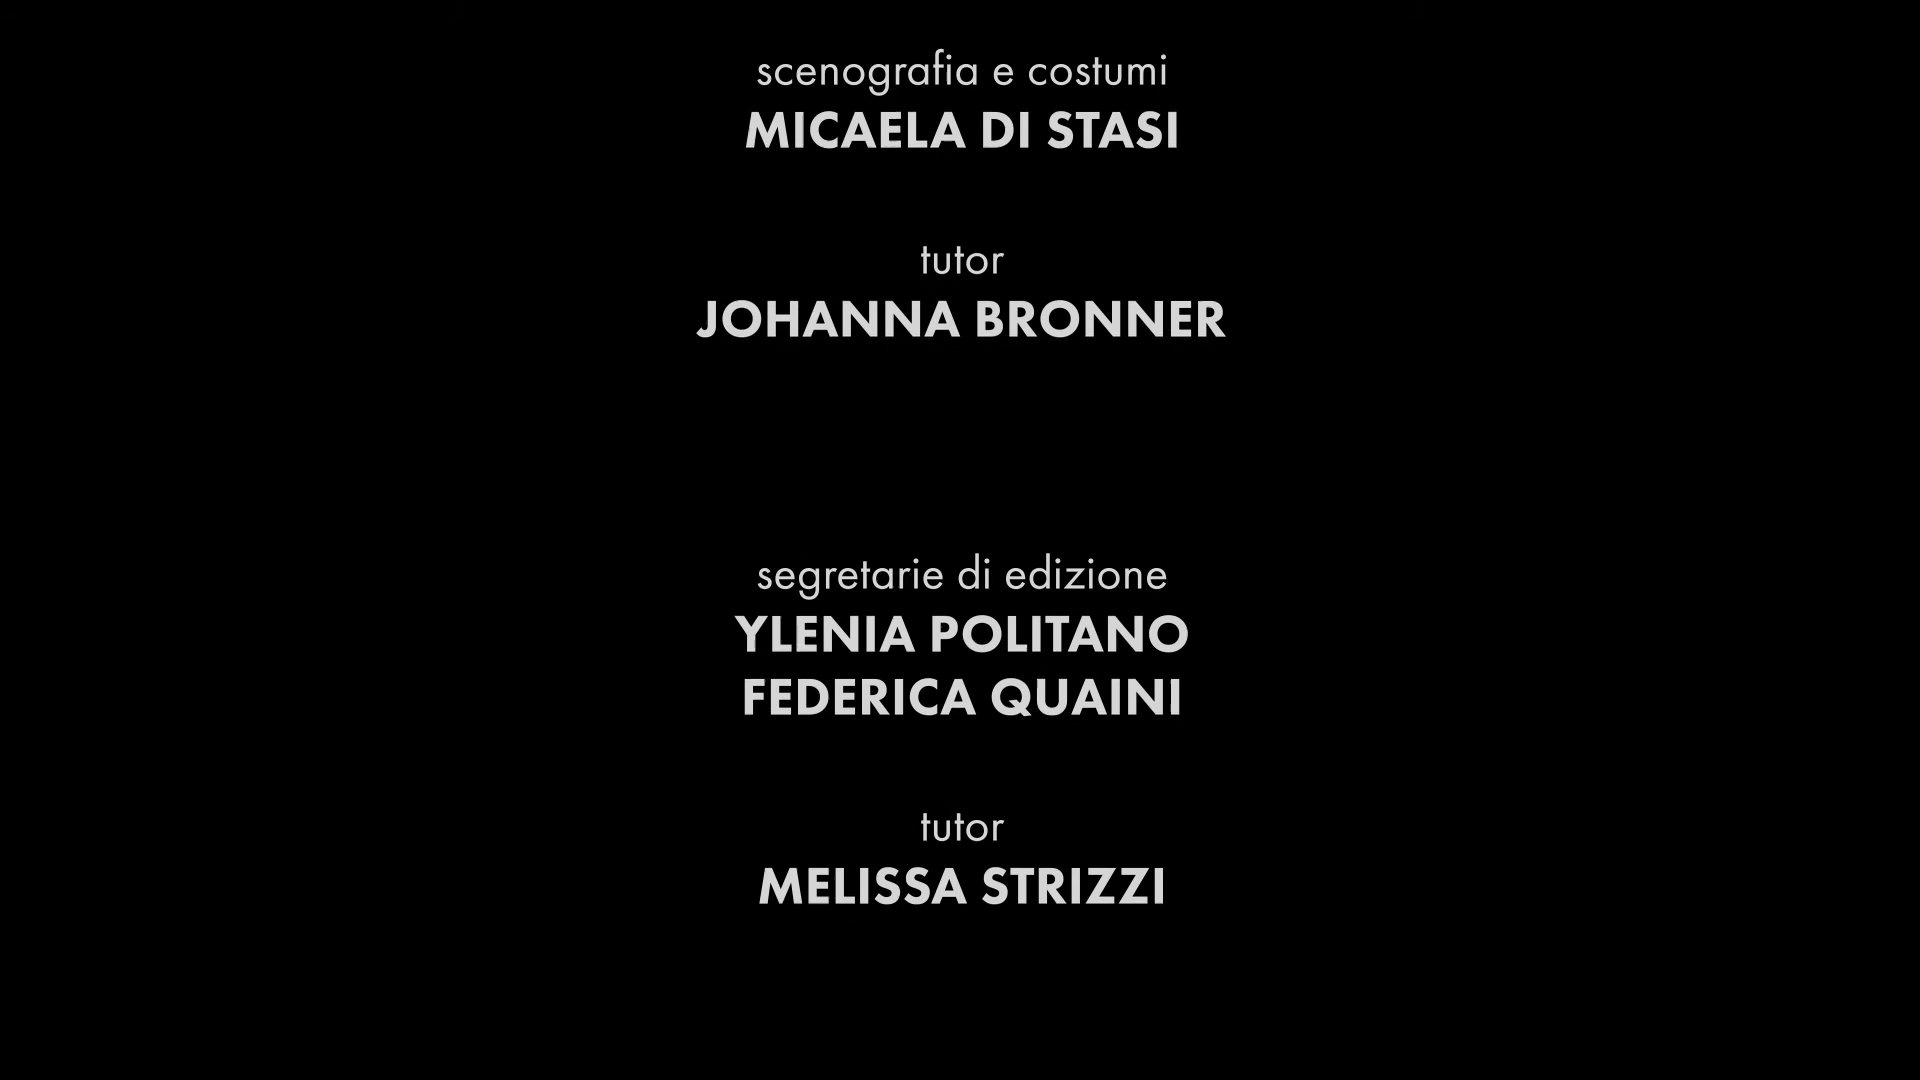 scenografia e costumi
MICAELA DI STASI
tutor
JOHANNA BRONNER
segretarie di edizione
YLENIA POLITANO
FEDERICA QUAINI
tutor
MELISSA STRIZZI